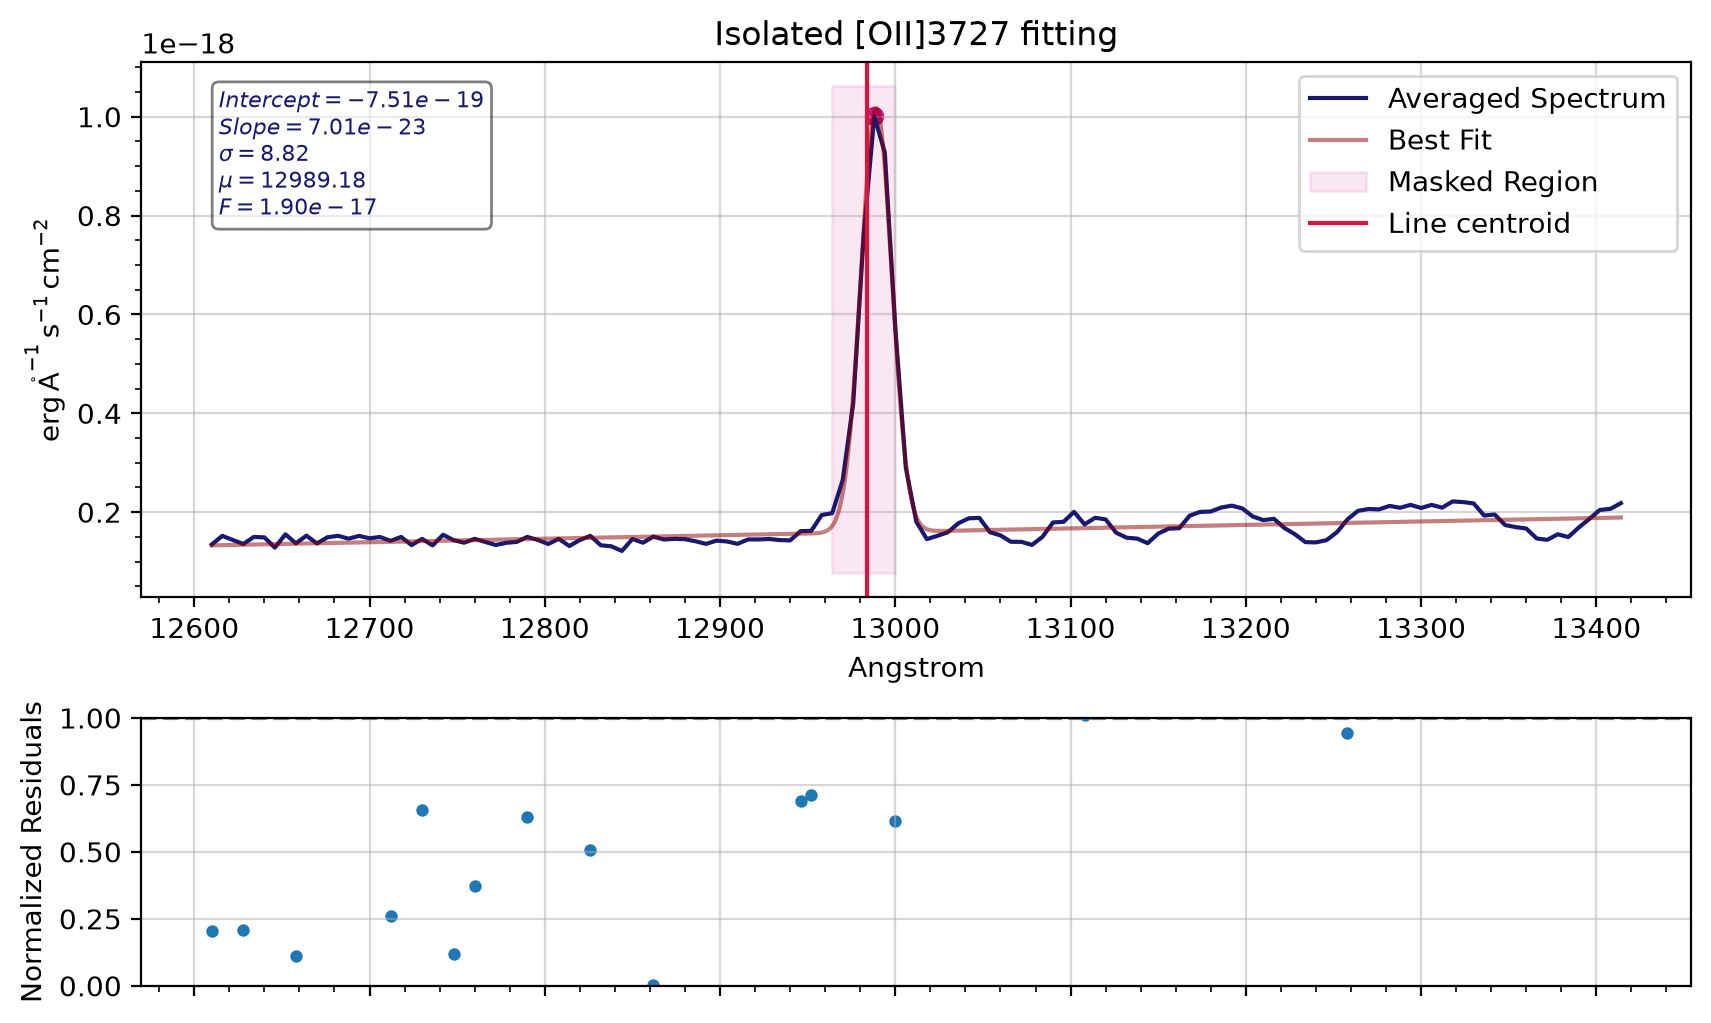 Isolated [OII]3727 fitting
1e−18
Intercept = −7.51e − 19
Slope = 7.01e − 23
σ = 8.82
μ = 12989.18
F = 1.90e − 17
Averaged Spectrum
Best Fit
Masked Region
Line centroid
erg Å⁻¹ s⁻¹ cm⁻²
1.0
0.8
0.6
0.4
0.2
12600 12700 12800 12900 13000 13100 13200 13300 13400
Angstrom
Normalized Residuals
1.00
0.75
0.50
0.25
0.00